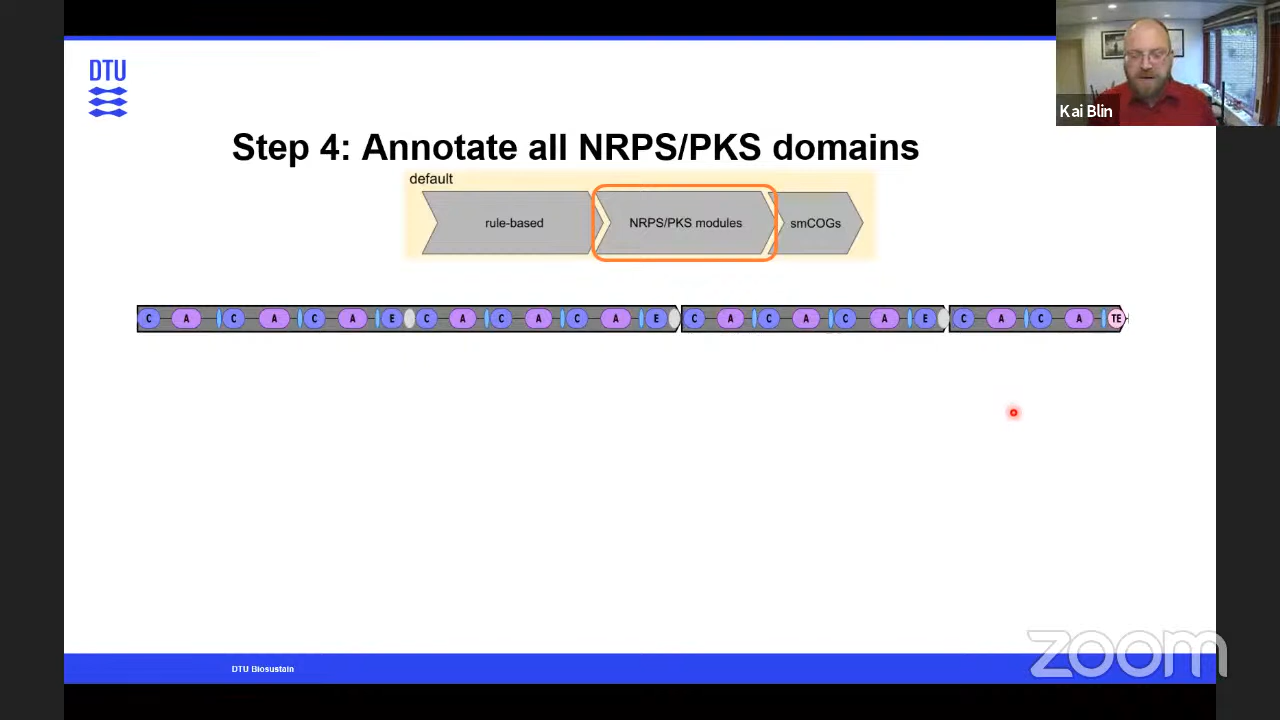 DTU
Kai Blin
Step 4: Annotate all NRPS/PKS domains
default
rule-based
NRPS/PKS modules
smCOGs
C A C A C A E C A C A C A E C A C A C A E C A C A TE
DTU Biosustain
zoom